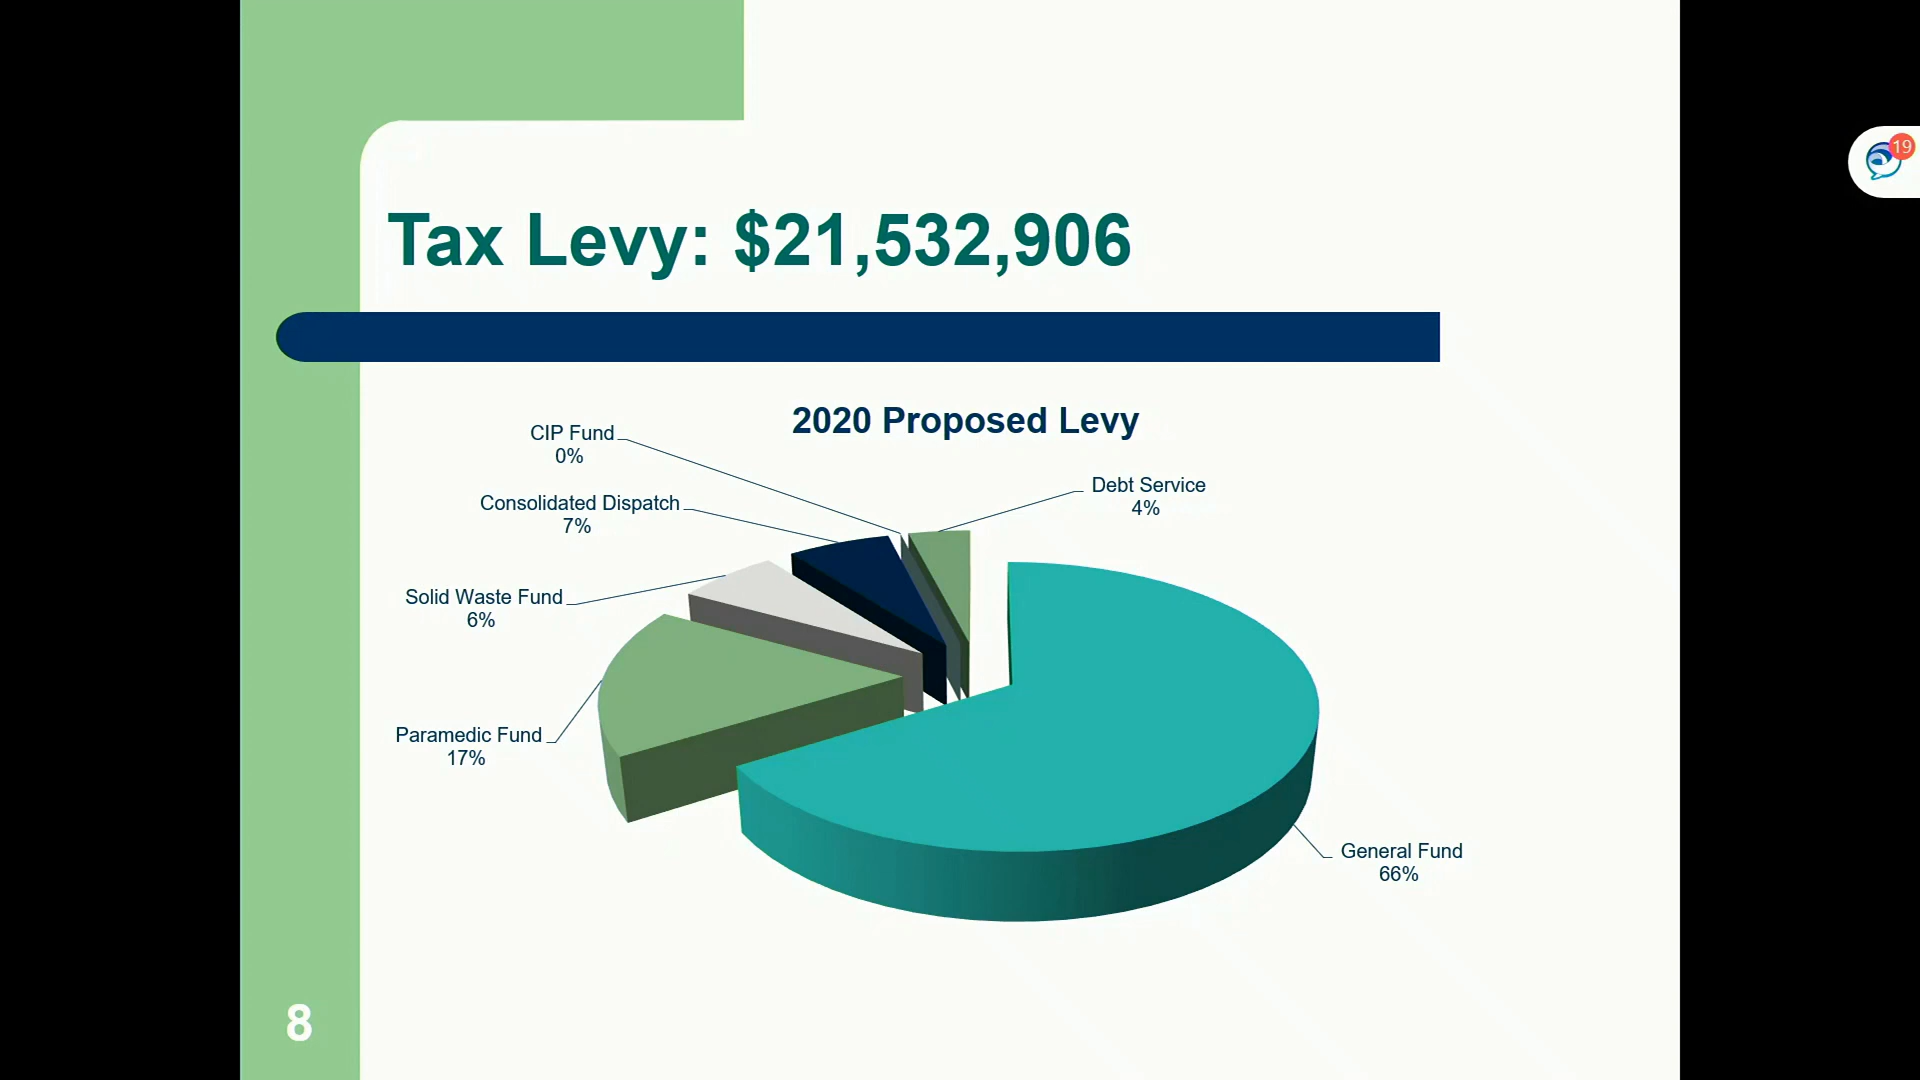 19
Tax Levy: $21,532,906
2020 Proposed Levy
CIP Fund
0%
Debt Service
4%
Consolidated Dispatch
7%
Solid Waste Fund
6%
Paramedic Fund
17%
General Fund
66%
8